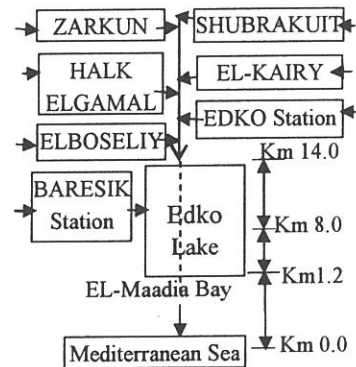 ZARKUN
SHUBRAKUIT
HALK
ELGAMAL
EL-KAIRY
EDKO Station
ELBOSELIY
Km 14.0
BARESIK
Station
Edko
Lake
Km 8.0
Km1.2
EL-Maadia Bay
Km 0.0
Mediterranean Sea